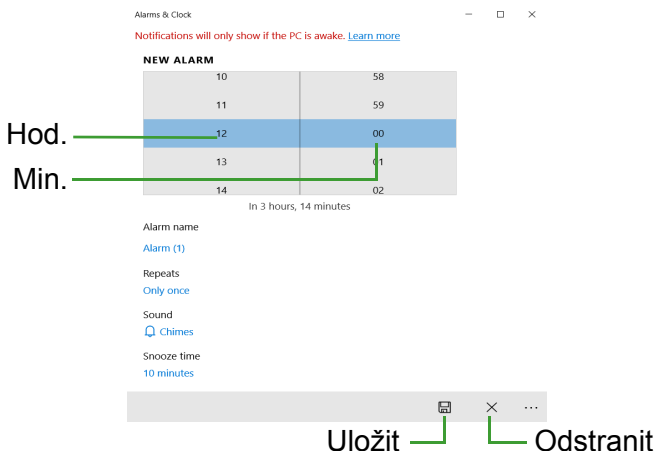 Alarms & Clock
Notifications will only show if the PC is awake. Learn more
NEW ALARM
10 58
11 59
Hod. 12 00
13 01
Min.
14 02
In 3 hours, 14 minutes
Alarm name
Alarm (1)
Repeats
Only once
Sound
Chimes
Snooze time
10 minutes
Uložit Odstranit